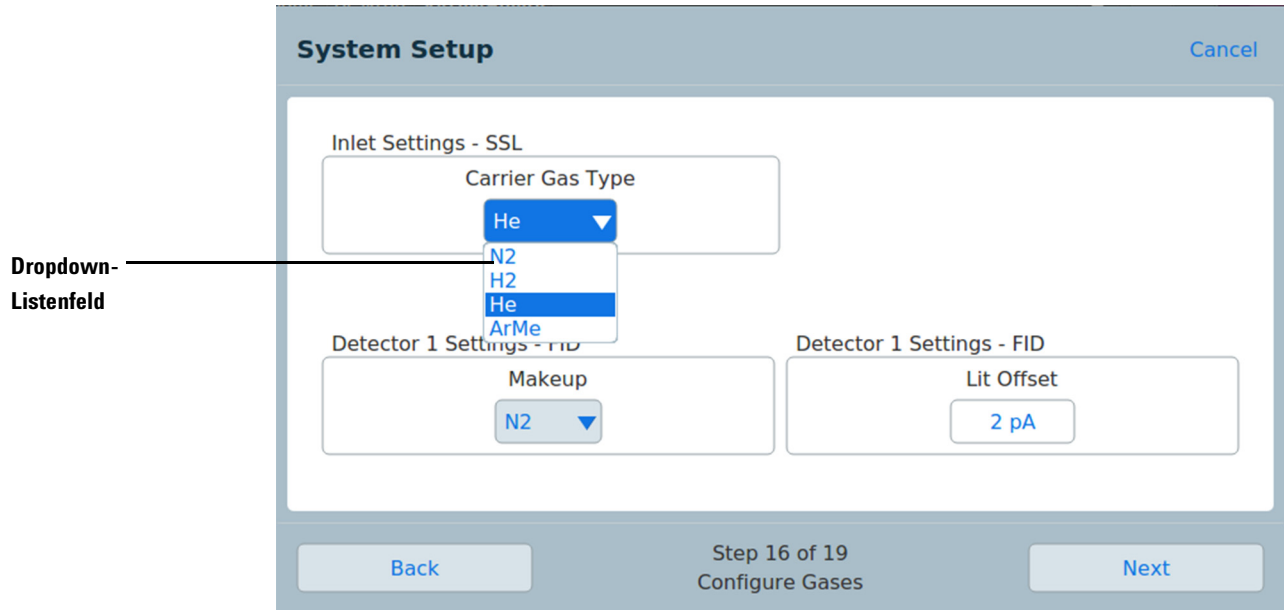 System Setup
Cancel
Inlet Settings - SSL
Carrier Gas Type
He
N2
H2
He
ArMe
Dropdown-
Listenfeld
Detector 1 Settings - FID
Makeup
N2
Detector 1 Settings - FID
Lit Offset
2 pA
Back
Step 16 of 19
Configure Gases
Next